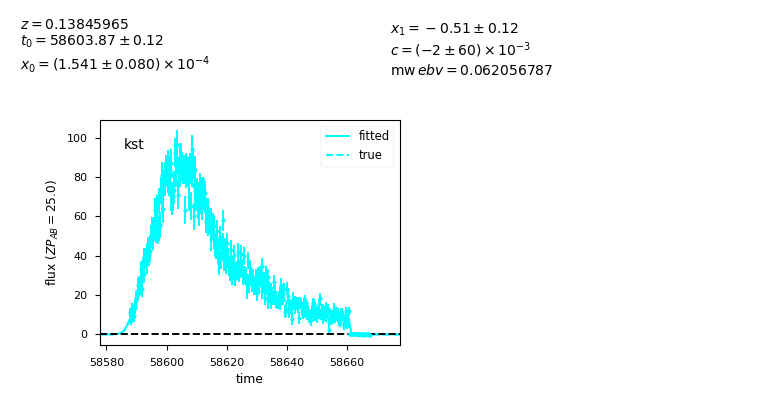 z = 0.13845965
t₀ = 58603.87 ± 0.12
x₀ = (1.541 ± 0.080) × 10⁻⁴
x₁ = −0.51 ± 0.12
c = (−2 ± 60) × 10⁻³
mw ebv = 0.062056787
kst
fitted
true
100
80
60
40
20
0
flux (ZP_AB = 25.0)
58580 58600 58620 58640 58660
time